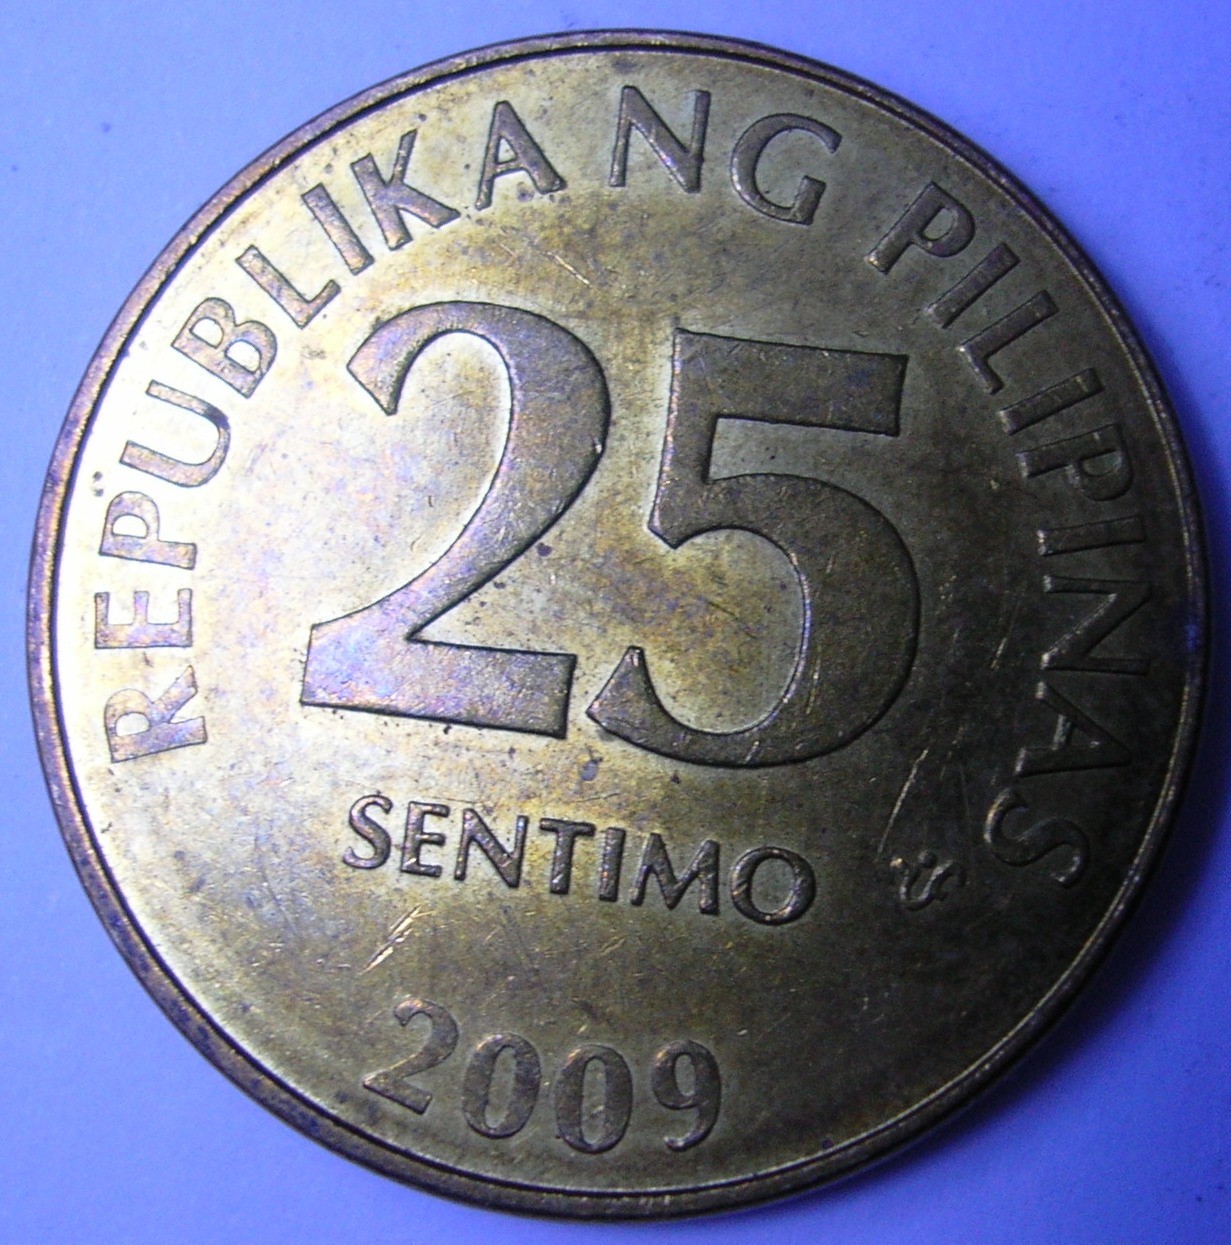 REPUBLIKA NG PILIPINAS
25
SENTIMO
2009